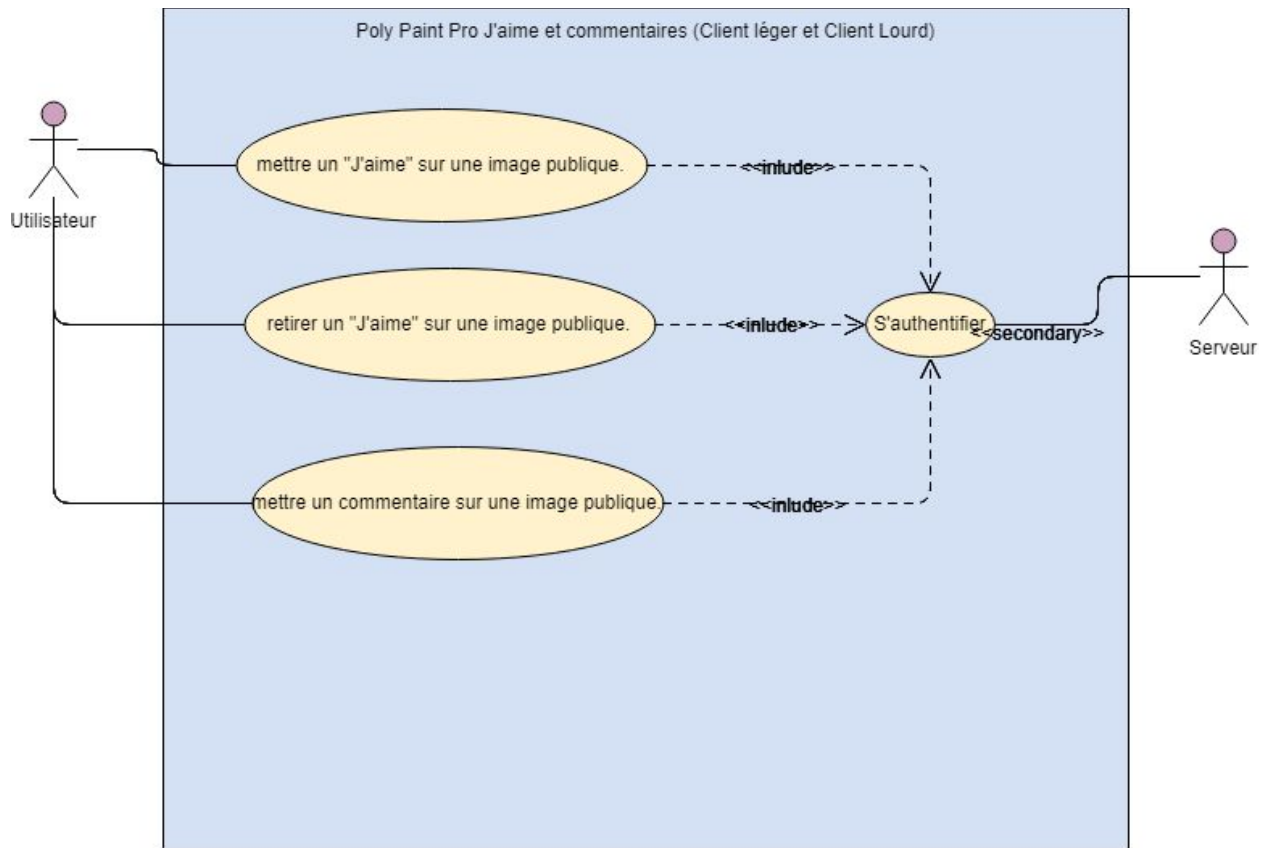 Poly Paint Pro J'aime et commentaires (Client léger et Client Lourd)
mettre un "J'aime" sur une image publique.
<<inlude>>
Utilisateur
retirer un "J'aime" sur une image publique.
<<inlude>>
S'authentifier
<<secondary>>
Serveur
mettre un commentaire sur une image publique.
<<inlude>>